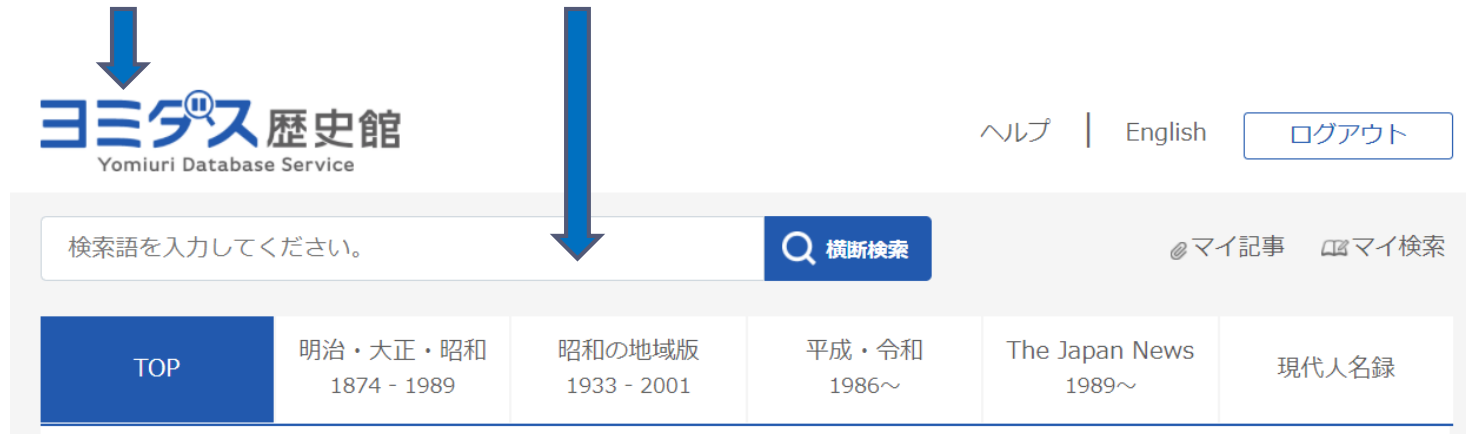 ヨミダス歴史館
Yomiuri Database Service
ヘルプ | English ログアウト
検索語を入力してください。 横断検索 マイ記事 マイ検索
TOP
明治・大正・昭和
1874 - 1989
昭和の地域版
1933 - 2001
平成・令和
1986～
The Japan News
1989～
現代人名録